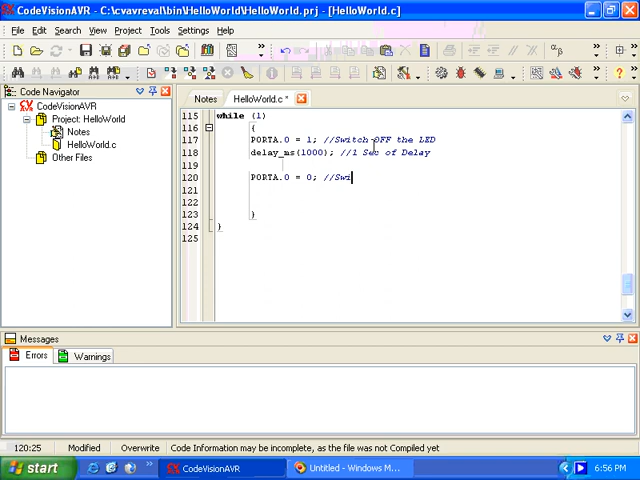 CodeVisionAVR - C:\cvavreval\bin\HelloWorld\HelloWorld.prj - [HelloWorld.c]
File Edit Search View Project Tools Settings Help
Code Navigator
CodeVisionAVR
Project: HelloWorld
Notes
HelloWorld.c
Other Files
Notes HelloWorld.c
115 while (1)
116 {
117 PORTA.0 = 1; //Switch OFF the LED
118 delay_ms(1000); //1 Sec of Delay
119
120 PORTA.0 = 0; //Swi
121
122
123 }
124 }
125
Messages
Errors Warnings
120:25 Modified Overwrite Code Information may be incomplete, as the file was not Compiled yet
start CodeVisionAVR Untitled - Windows M... 6:56 PM